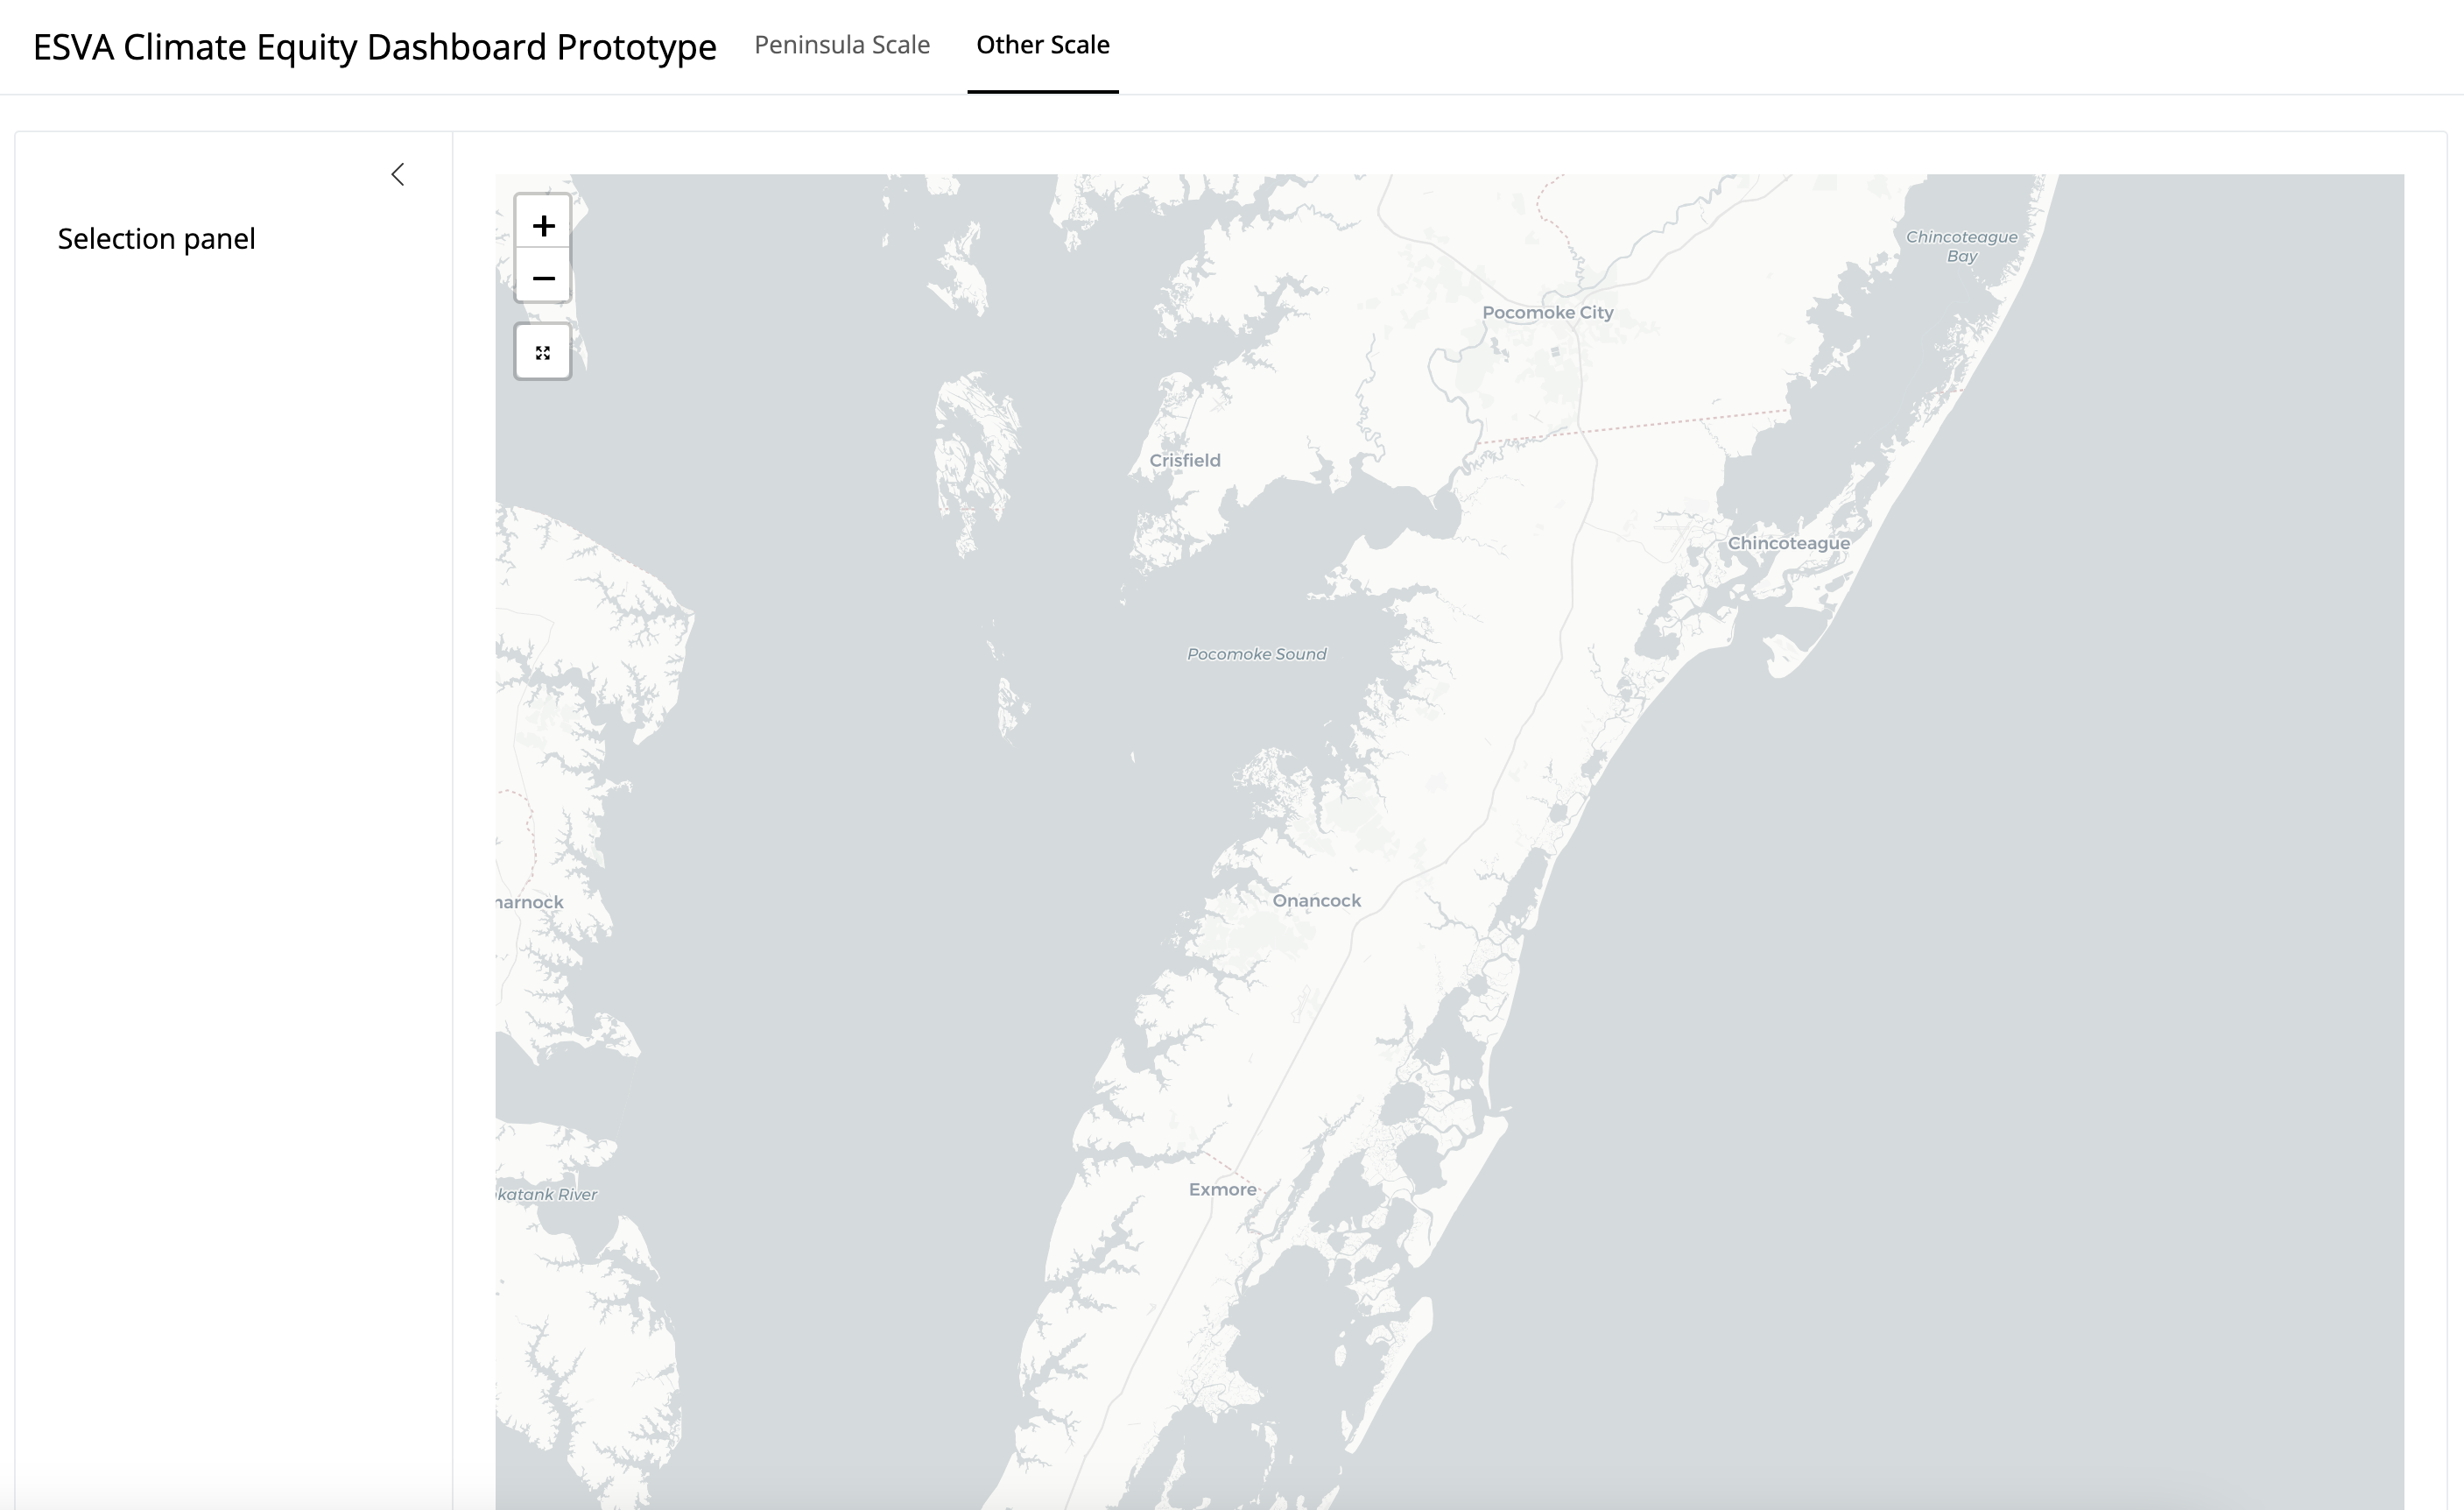 ESVA Climate Equity Dashboard Prototype
Peninsula Scale
Other Scale
Selection panel
+
−
Chincoteague
Bay
Pocomoke City
Crisfield
Chincoteague
Pocomoke Sound
narnock
Onancock
Exmore
katank River